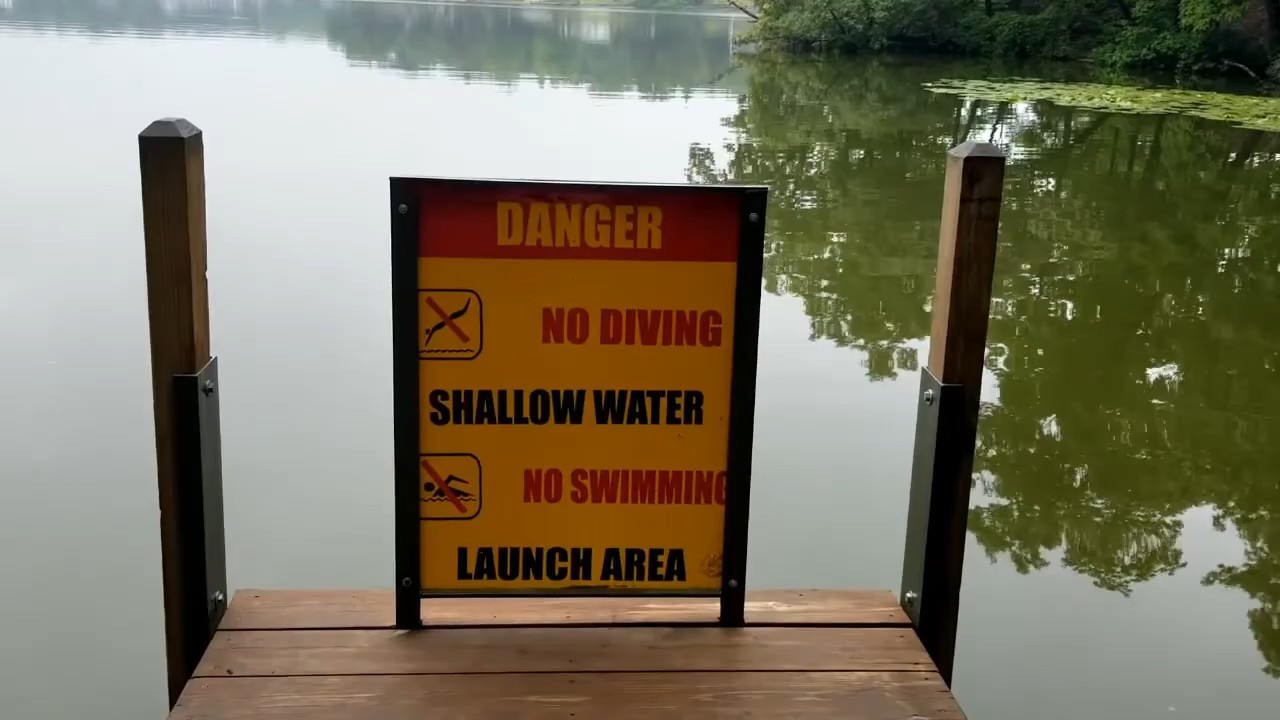 DANGER
NO DIVING
SHALLOW WATER
NO SWIMMING
LAUNCH AREA